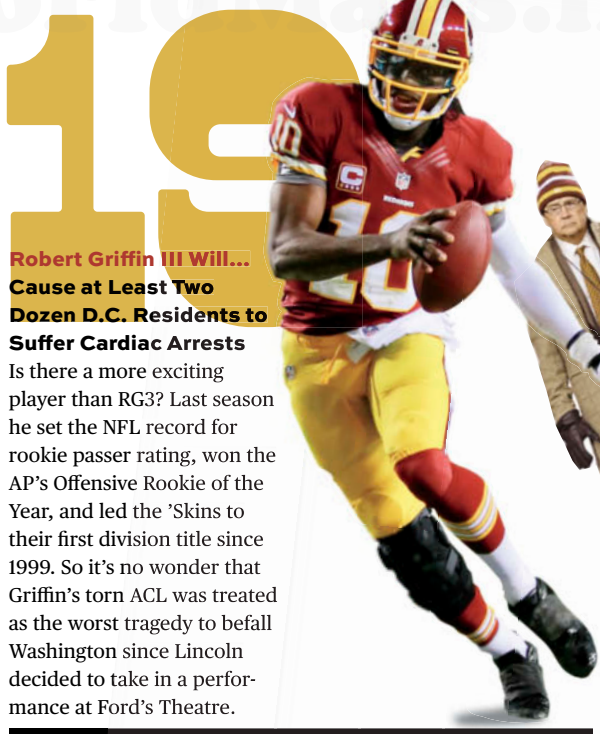 19
Robert Griffin III Will...
Cause at Least Two
Dozen D.C. Residents to
Suffer Cardiac Arrests
Is there a more exciting
player than RG3? Last season
he set the NFL record for
rookie passer rating, won the
AP's Offensive Rookie of the
Year, and led the 'Skins to
their first division title since
1999. So it's no wonder that
Griffin's torn ACL was treated
as the worst tragedy to befall
Washington since Lincoln
decided to take in a perfor-
mance at Ford's Theatre.
10
C
REDSKINS
10